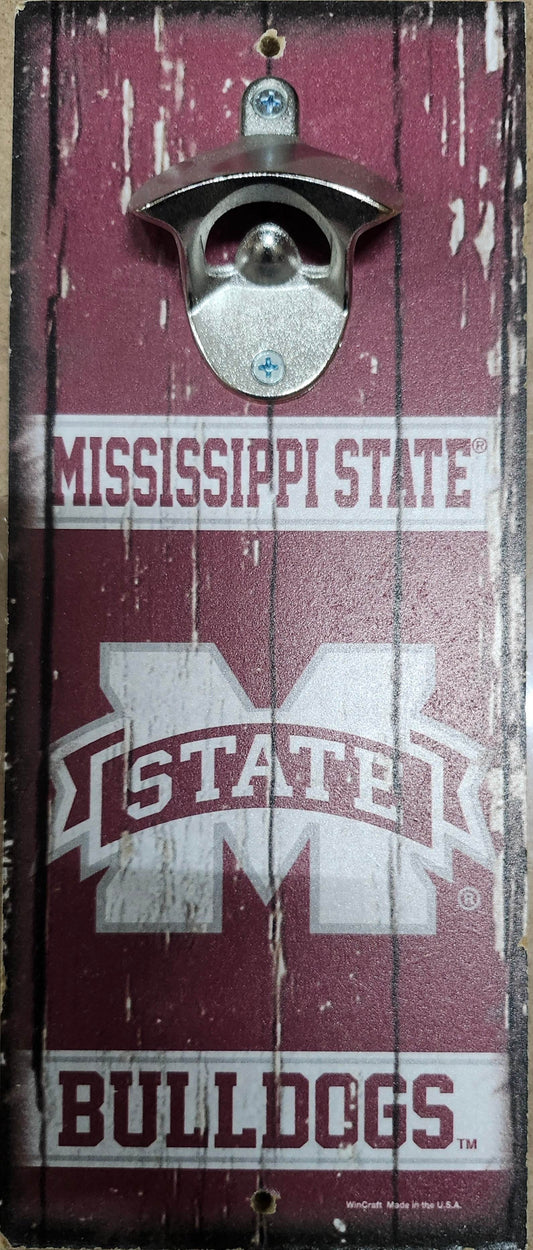 MISSISSIPPI STATE®
STATE
®
BULLDOGS™
WinCraft Made in the U.S.A.